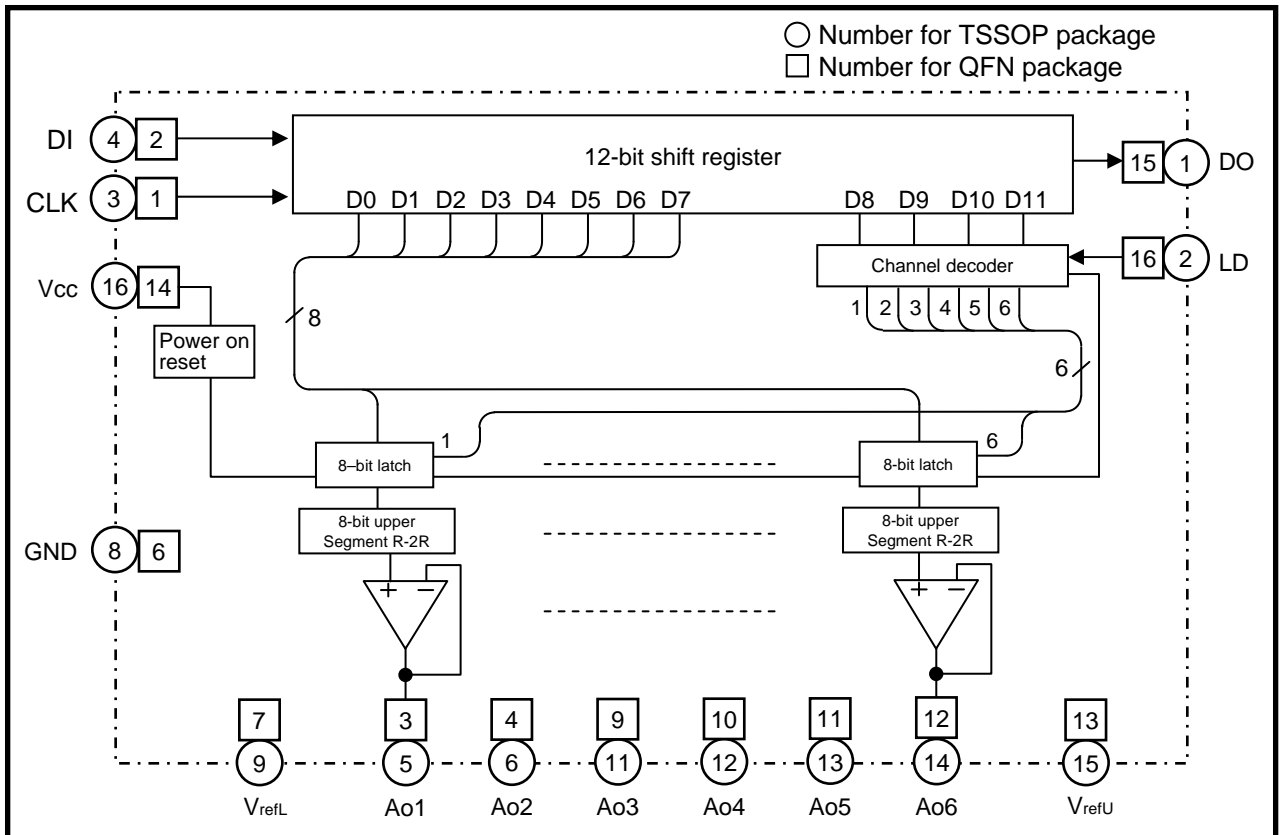 Number for TSSOP package
Number for QFN package
DI 4 2
12-bit shift register
15 1 DO
CLK 3 1
D0 D1 D2 D3 D4 D5 D6 D7 D8 D9 D10 D11
Vcc 16 14
Channel decoder
16 2 LD
1 2 3 4 5 6
8
Power on
reset
6
1
6
8–bit latch
8-bit latch
8-bit upper
Segment R-2R
8-bit upper
Segment R-2R
GND 8 6
+ −
+ −
7 3 4 9 10 11 12 13
9 5 6 11 12 13 14 15
VrefL Ao1 Ao2 Ao3 Ao4 Ao5 Ao6 VrefU